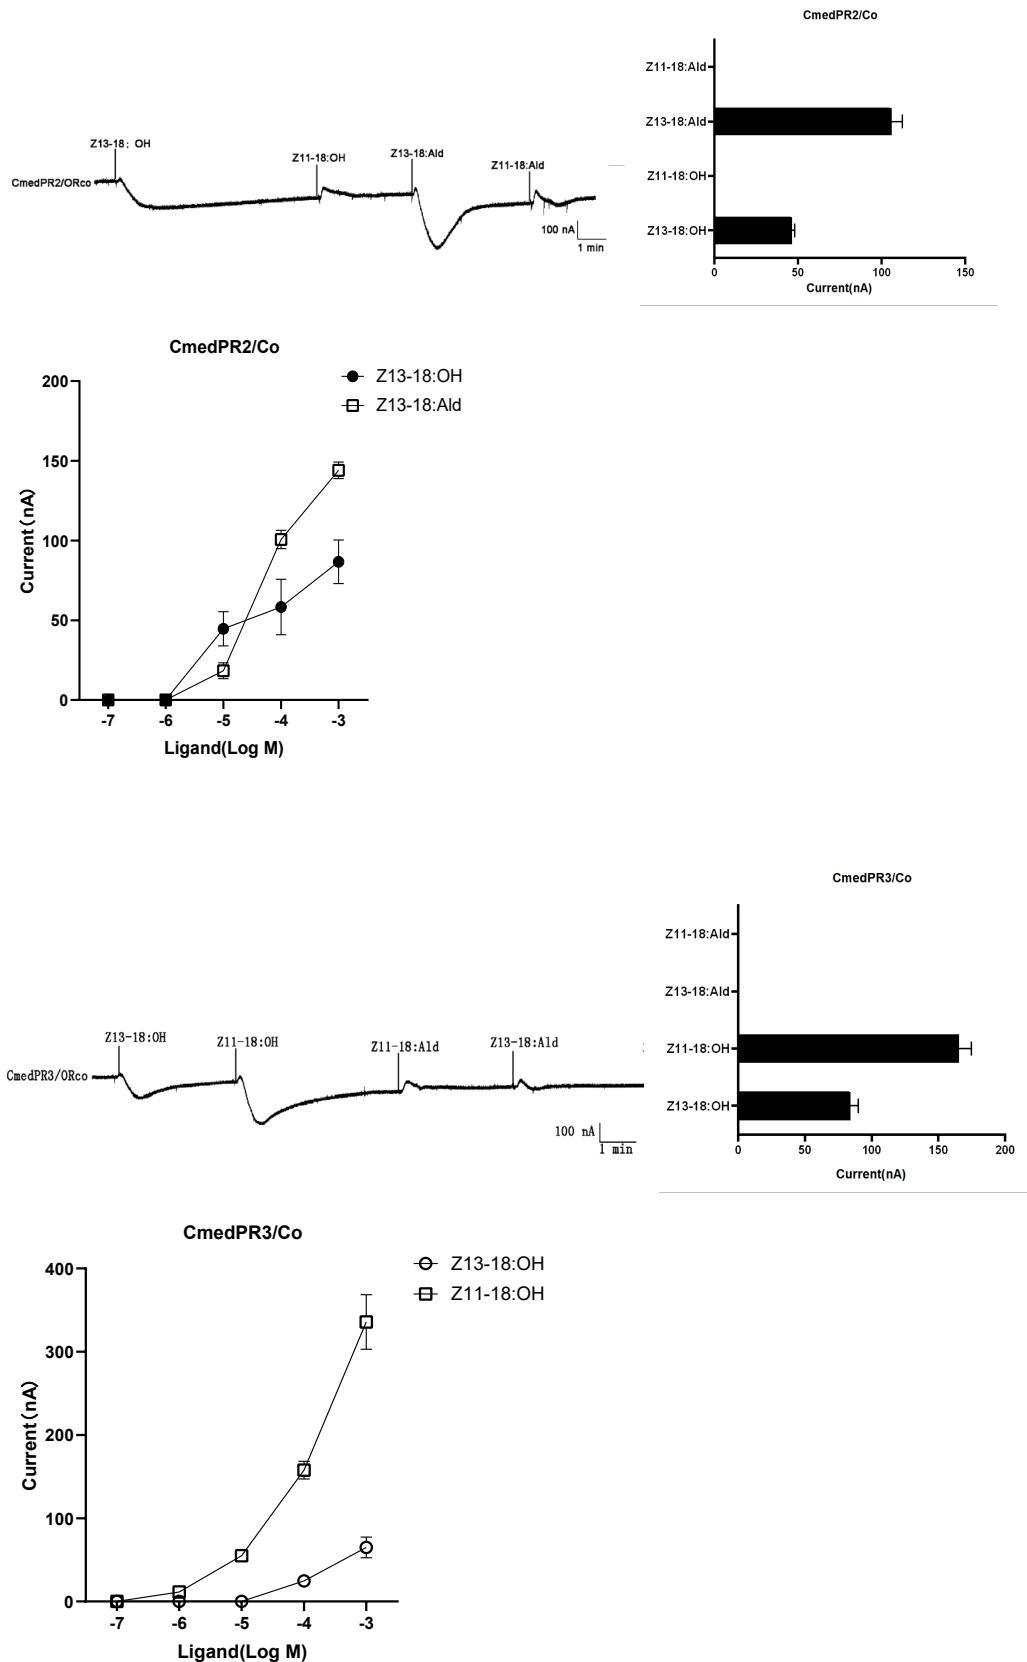 CmedPR2/Co
Z11-18:Ald
Z13-18:Ald
Z11-18:OH
Z13-18:OH
0 50 100 150
Current(nA)
Z13-18: OH
Z11-18:OH
Z13-18:Ald
Z11-18:Ald
CmedPR2/ORco
100 nA
1 min
CmedPR2/Co
Z13-18:OH
Z13-18:Ald
200
150
100
50
0
Current(nA)
-7 -6 -5 -4 -3
Ligand(Log M)
CmedPR3/Co
Z11-18:Ald
Z13-18:Ald
Z11-18:OH
Z13-18:OH
0 50 100 150 200
Current(nA)
Z13-18:OH
Z11-18:OH
Z11-18:Ald
Z13-18:Ald
CmedPR3/ORco
100 nA
1 min
CmedPR3/Co
Z13-18:OH
Z11-18:OH
400
300
200
100
0
Current(nA)
-7 -6 -5 -4 -3
Ligand(Log M)